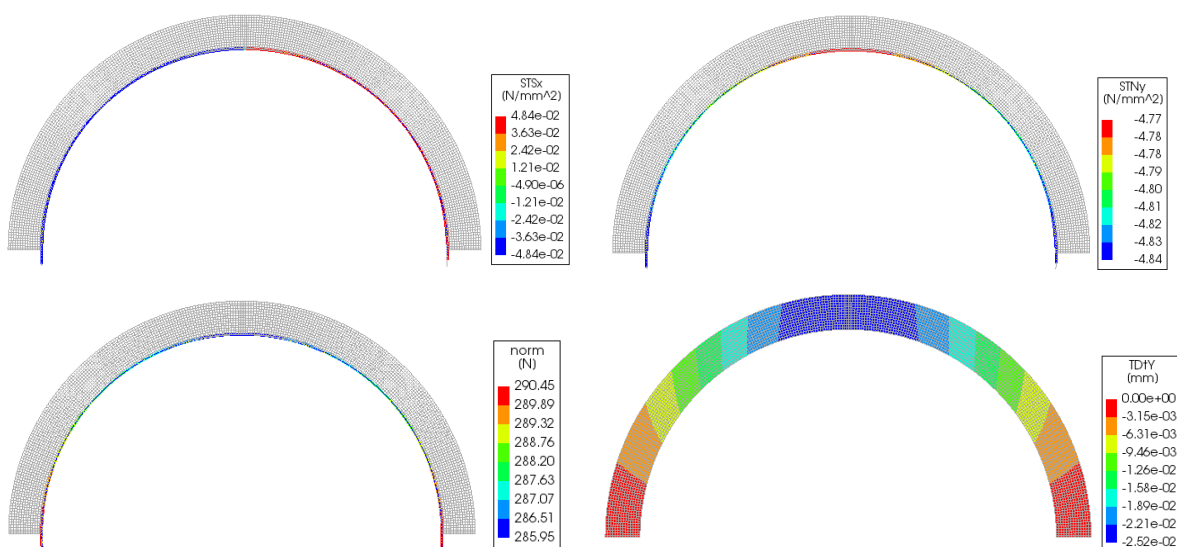 STSx
(N/mm^2)
4.84e-02
3.63e-02
2.42e-02
1.21e-02
-4.90e-06
-1.21e-02
-2.42e-02
-3.63e-02
-4.84e-02
STNy
(N/mm^2)
-4.77
-4.78
-4.78
-4.79
-4.80
-4.81
-4.82
-4.83
-4.84
norm
(N)
290.45
289.89
289.32
288.76
288.20
287.63
287.07
286.51
285.95
TDtY
(mm)
0.00e+00
-3.15e-03
-6.31e-03
-9.46e-03
-1.26e-02
-1.58e-02
-1.89e-02
-2.21e-02
-2.52e-02